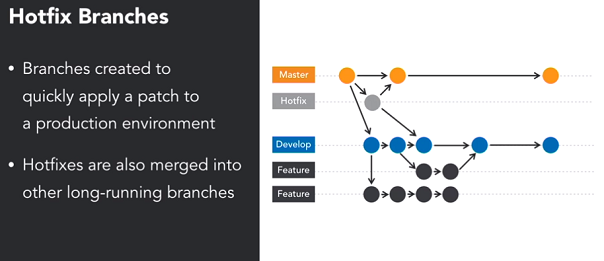 Hotfix Branches
• Branches created to
quickly apply a patch to
a production environment
• Hotfixes are also merged into
other long-running branches
Master
Hotfix
Develop
Feature
Feature